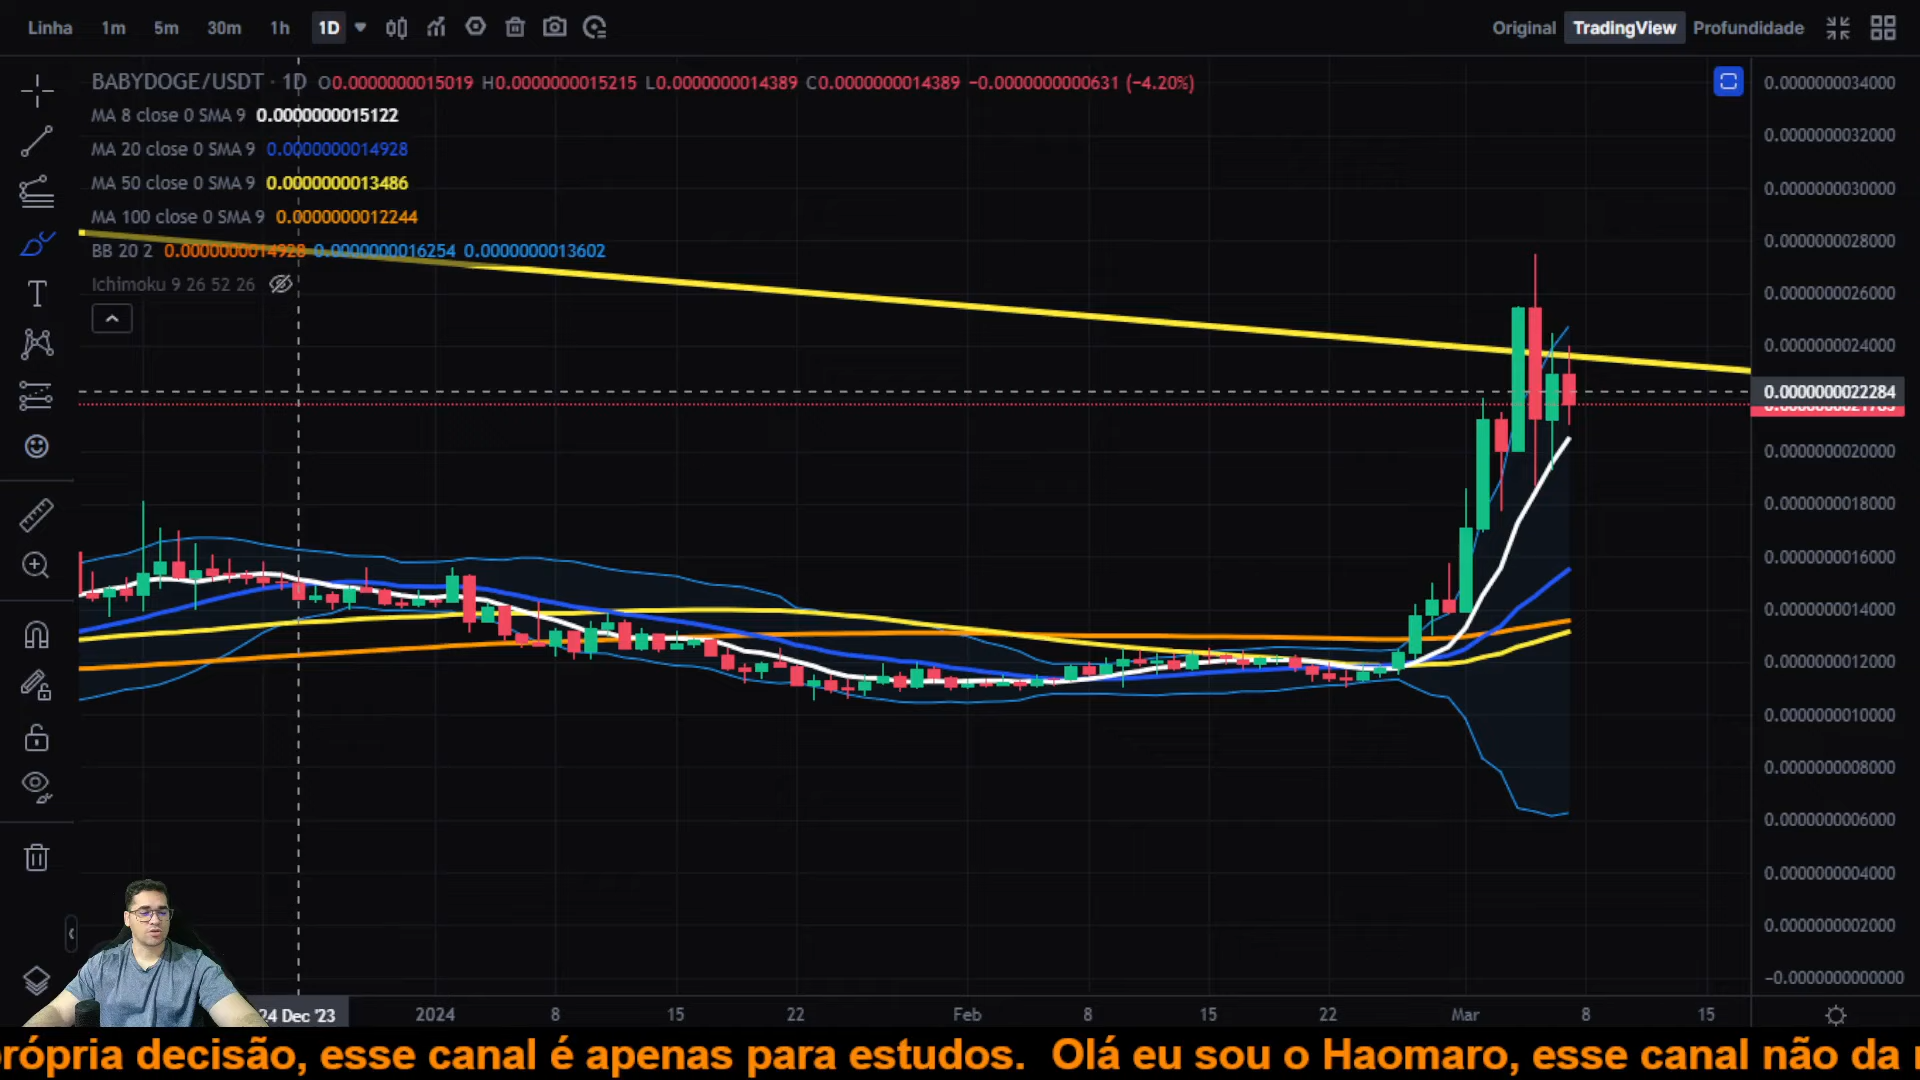 Linha 1m 5m 30m 1h 1D Original TradingView Profundidade
BABYDOGE/USDT · 1D O0.0000000015019 H0.0000000015215 L0.0000000014389 C0.0000000014389 −0.0000000000631 (−4.20%)
MA 8 close 0 SMA 9 0.0000000015122
MA 20 close 0 SMA 9 0.0000000014928
MA 50 close 0 SMA 9 0.0000000013486
MA 100 close 0 SMA 9 0.0000000012244
BB 20 2 0.0000000014928 0.0000000016254 0.0000000013602
Ichimoku 9 26 52 26
0.0000000034000
0.0000000032000
0.0000000030000
0.0000000028000
0.0000000026000
0.0000000024000
0.0000000022284
0.0000000020000
0.0000000018000
0.0000000016000
0.0000000014000
0.0000000012000
0.0000000010000
0.0000000008000
0.0000000006000
0.0000000004000
0.0000000002000
−0.0000000000000
24 Dec '23 2024 8 15 22 Feb 8 15 22 Mar 8 15
própria decisão, esse canal é apenas para estudos. Olá eu sou o Haomaro, esse canal não da